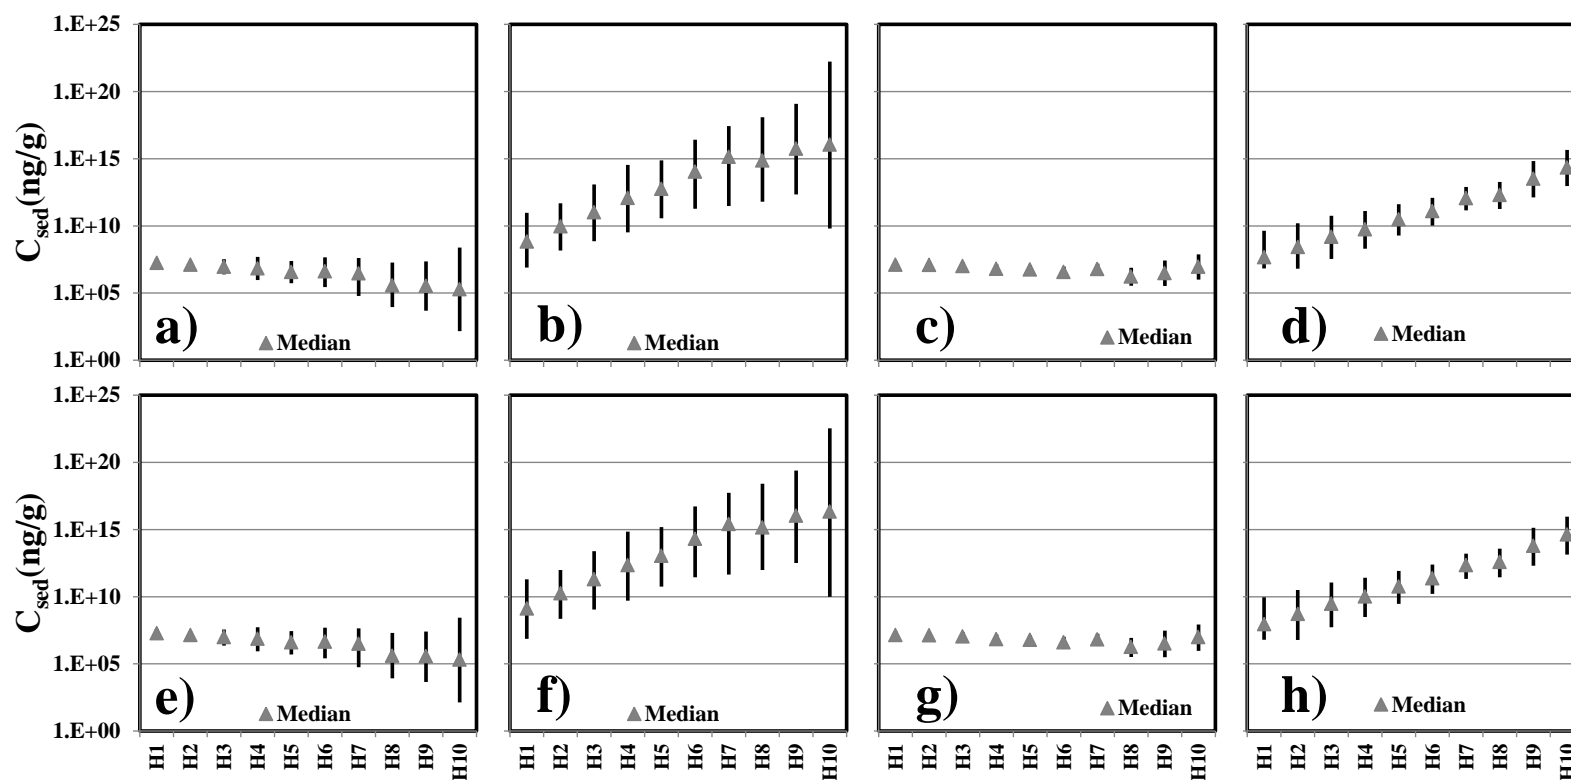 1.E+25
1.E+20
1.E+15
1.E+10
1.E+05
1.E+00
Csed(ng/g)
a)
Median
b)
Median
c)
Median
d)
Median
1.E+25
1.E+20
1.E+15
1.E+10
1.E+05
1.E+00
Csed(ng/g)
e)
Median
f)
Median
g)
Median
h)
Median
H1 H2 H3 H4 H5 H6 H7 H8 H9 H10
H1 H2 H3 H4 H5 H6 H7 H8 H9 H10
H1 H2 H3 H4 H5 H6 H7 H8 H9 H10
H1 H2 H3 H4 H5 H6 H7 H8 H9 H10